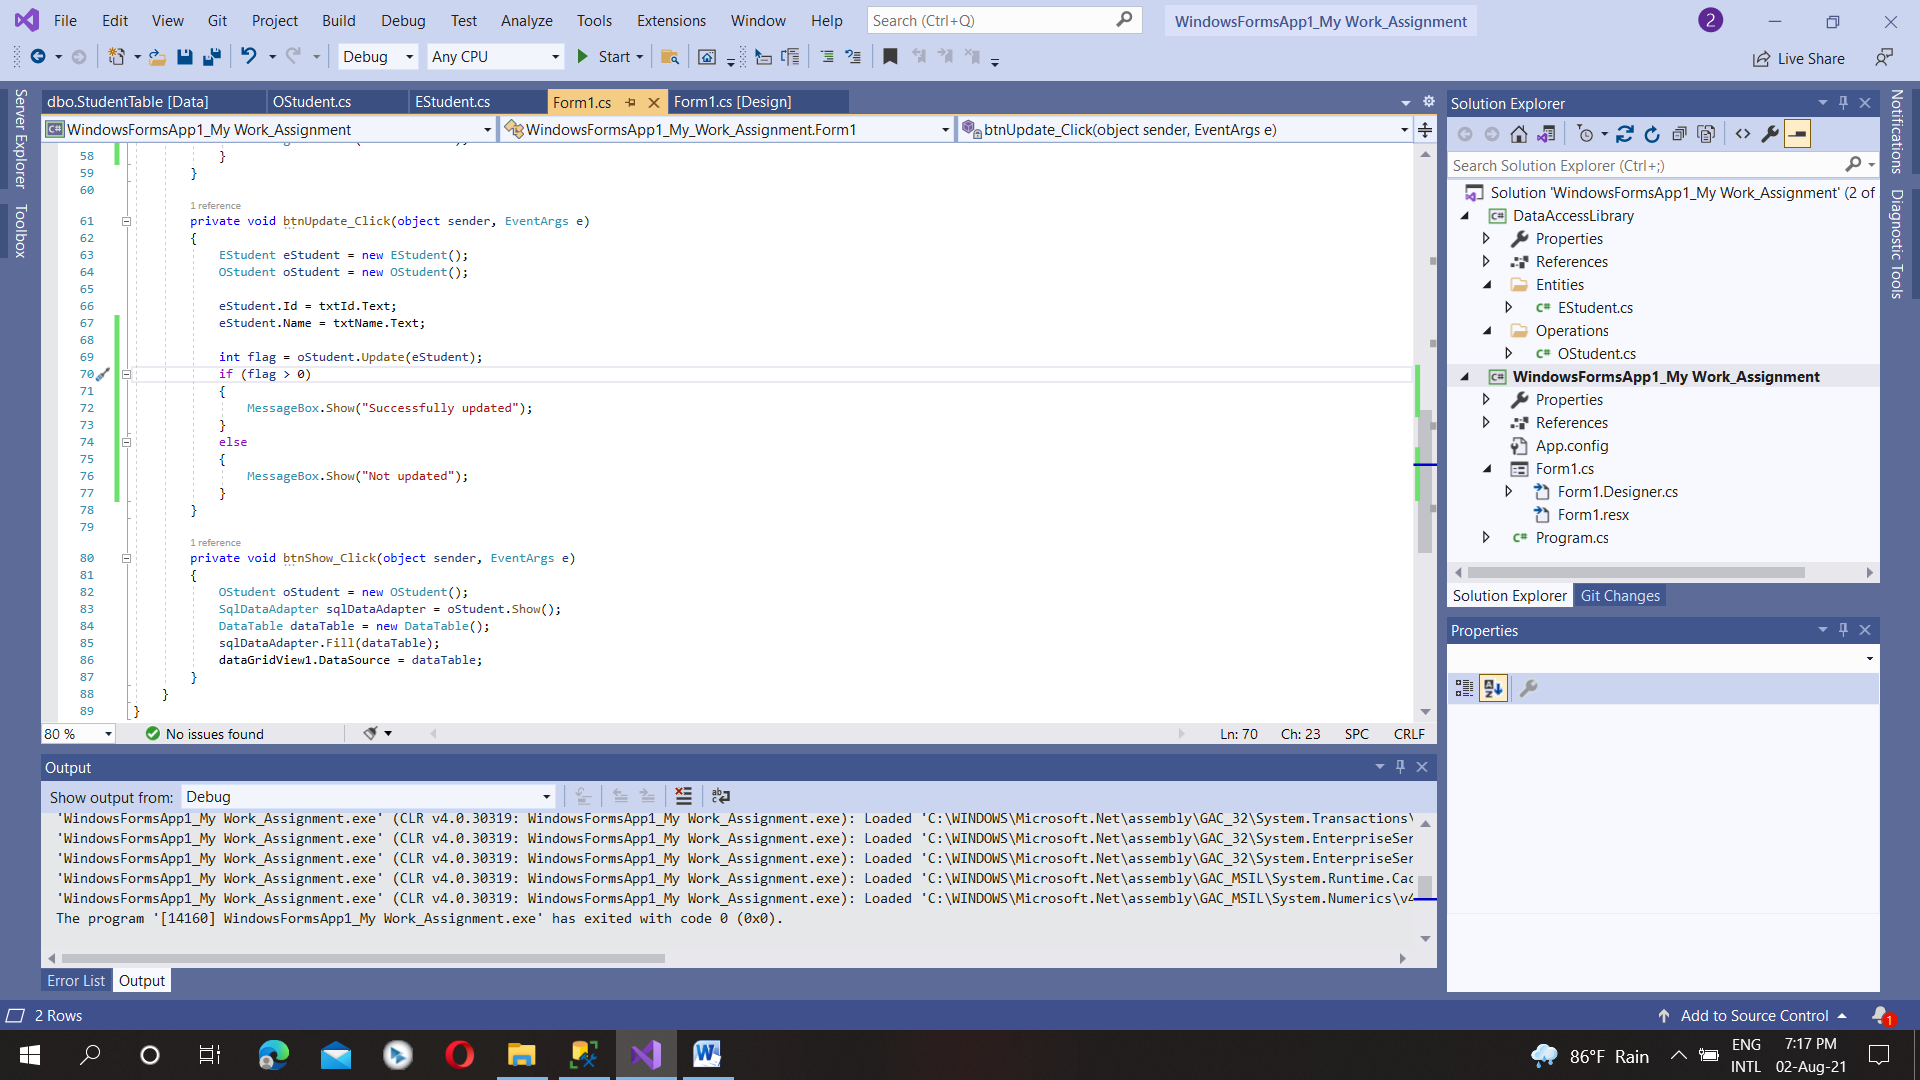 File Edit View Git Project Build Debug Test Analyze Tools Extensions Window Help Search (Ctrl+Q) WindowsFormsApp1_My Work_Assignment 2
Debug Any CPU Start Live Share
Server Explorer
Toolbox
dbo.StudentTable [Data] OStudent.cs EStudent.cs Form1.cs Form1.cs [Design]
WindowsFormsApp1_My Work_Assignment WindowsFormsApp1_My_Work_Assignment.Form1 btnUpdate_Click(object sender, EventArgs e)
58 }
59 }
60
1 reference
61 private void btnUpdate_Click(object sender, EventArgs e)
62 {
63 EStudent eStudent = new EStudent();
64 OStudent oStudent = new OStudent();
65
66 eStudent.Id = txtId.Text;
67 eStudent.Name = txtName.Text;
68
69 int flag = oStudent.Update(eStudent);
70 if (flag > 0)
71 {
72 MessageBox.Show("Successfully updated");
73 }
74 else
75 {
76 MessageBox.Show("Not updated");
77 }
78 }
79
1 reference
80 private void btnShow_Click(object sender, EventArgs e)
81 {
82 OStudent oStudent = new OStudent();
83 SqlDataAdapter sqlDataAdapter = oStudent.Show();
84 DataTable dataTable = new DataTable();
85 sqlDataAdapter.Fill(dataTable);
86 dataGridView1.DataSource = dataTable;
87 }
88 }
89 }
80 % No issues found Ln: 70 Ch: 23 SPC CRLF
Output
Show output from: Debug
'WindowsFormsApp1_My Work_Assignment.exe' (CLR v4.0.30319: WindowsFormsApp1_My Work_Assignment.exe): Loaded 'C:\WINDOWS\Microsoft.Net\assembly\GAC_32\System.Transactions\
'WindowsFormsApp1_My Work_Assignment.exe' (CLR v4.0.30319: WindowsFormsApp1_My Work_Assignment.exe): Loaded 'C:\WINDOWS\Microsoft.Net\assembly\GAC_32\System.EnterpriseSer
'WindowsFormsApp1_My Work_Assignment.exe' (CLR v4.0.30319: WindowsFormsApp1_My Work_Assignment.exe): Loaded 'C:\WINDOWS\Microsoft.Net\assembly\GAC_32\System.EnterpriseSer
'WindowsFormsApp1_My Work_Assignment.exe' (CLR v4.0.30319: WindowsFormsApp1_My Work_Assignment.exe): Loaded 'C:\WINDOWS\Microsoft.Net\assembly\GAC_MSIL\System.Runtime.Cac
'WindowsFormsApp1_My Work_Assignment.exe' (CLR v4.0.30319: WindowsFormsApp1_My Work_Assignment.exe): Loaded 'C:\WINDOWS\Microsoft.Net\assembly\GAC_MSIL\System.Numerics\v4
The program '[14160] WindowsFormsApp1_My Work_Assignment.exe' has exited with code 0 (0x0).
Error List Output
Solution Explorer
Search Solution Explorer (Ctrl+;)
Solution 'WindowsFormsApp1_My Work_Assignment' (2 of
C# DataAccessLibrary
Properties
References
Entities
C# EStudent.cs
Operations
C# OStudent.cs
C# WindowsFormsApp1_My Work_Assignment
Properties
References
App.config
Form1.cs
Form1.Designer.cs
Form1.resx
C# Program.cs
Solution Explorer Git Changes
Properties
Notifications
Diagnostic Tools
2 Rows Add to Source Control 1
86°F Rain ENG INTL 7:17 PM 02-Aug-21